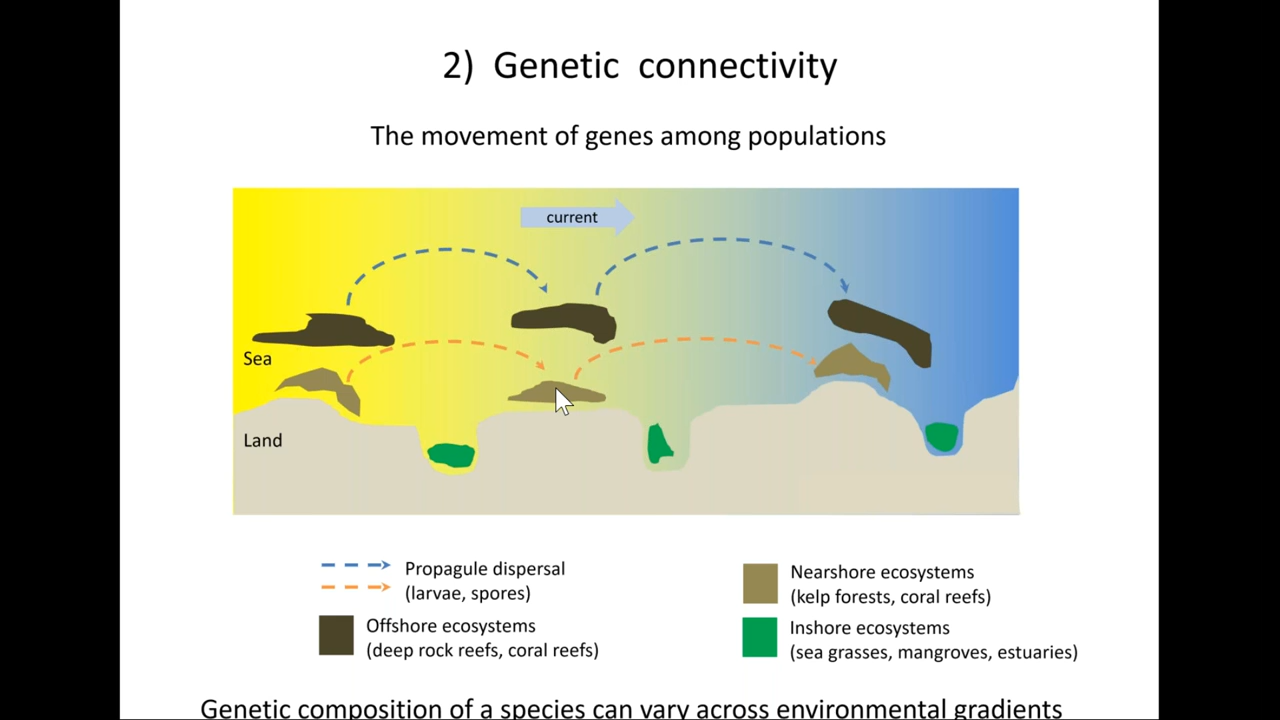 2) Genetic connectivity
The movement of genes among populations
current
Sea
Land
Propagule dispersal
(larvae, spores)
Offshore ecosystems
(deep rock reefs, coral reefs)
Nearshore ecosystems
(kelp forests, coral reefs)
Inshore ecosystems
(sea grasses, mangroves, estuaries)
Genetic composition of a species can vary across environmental gradients